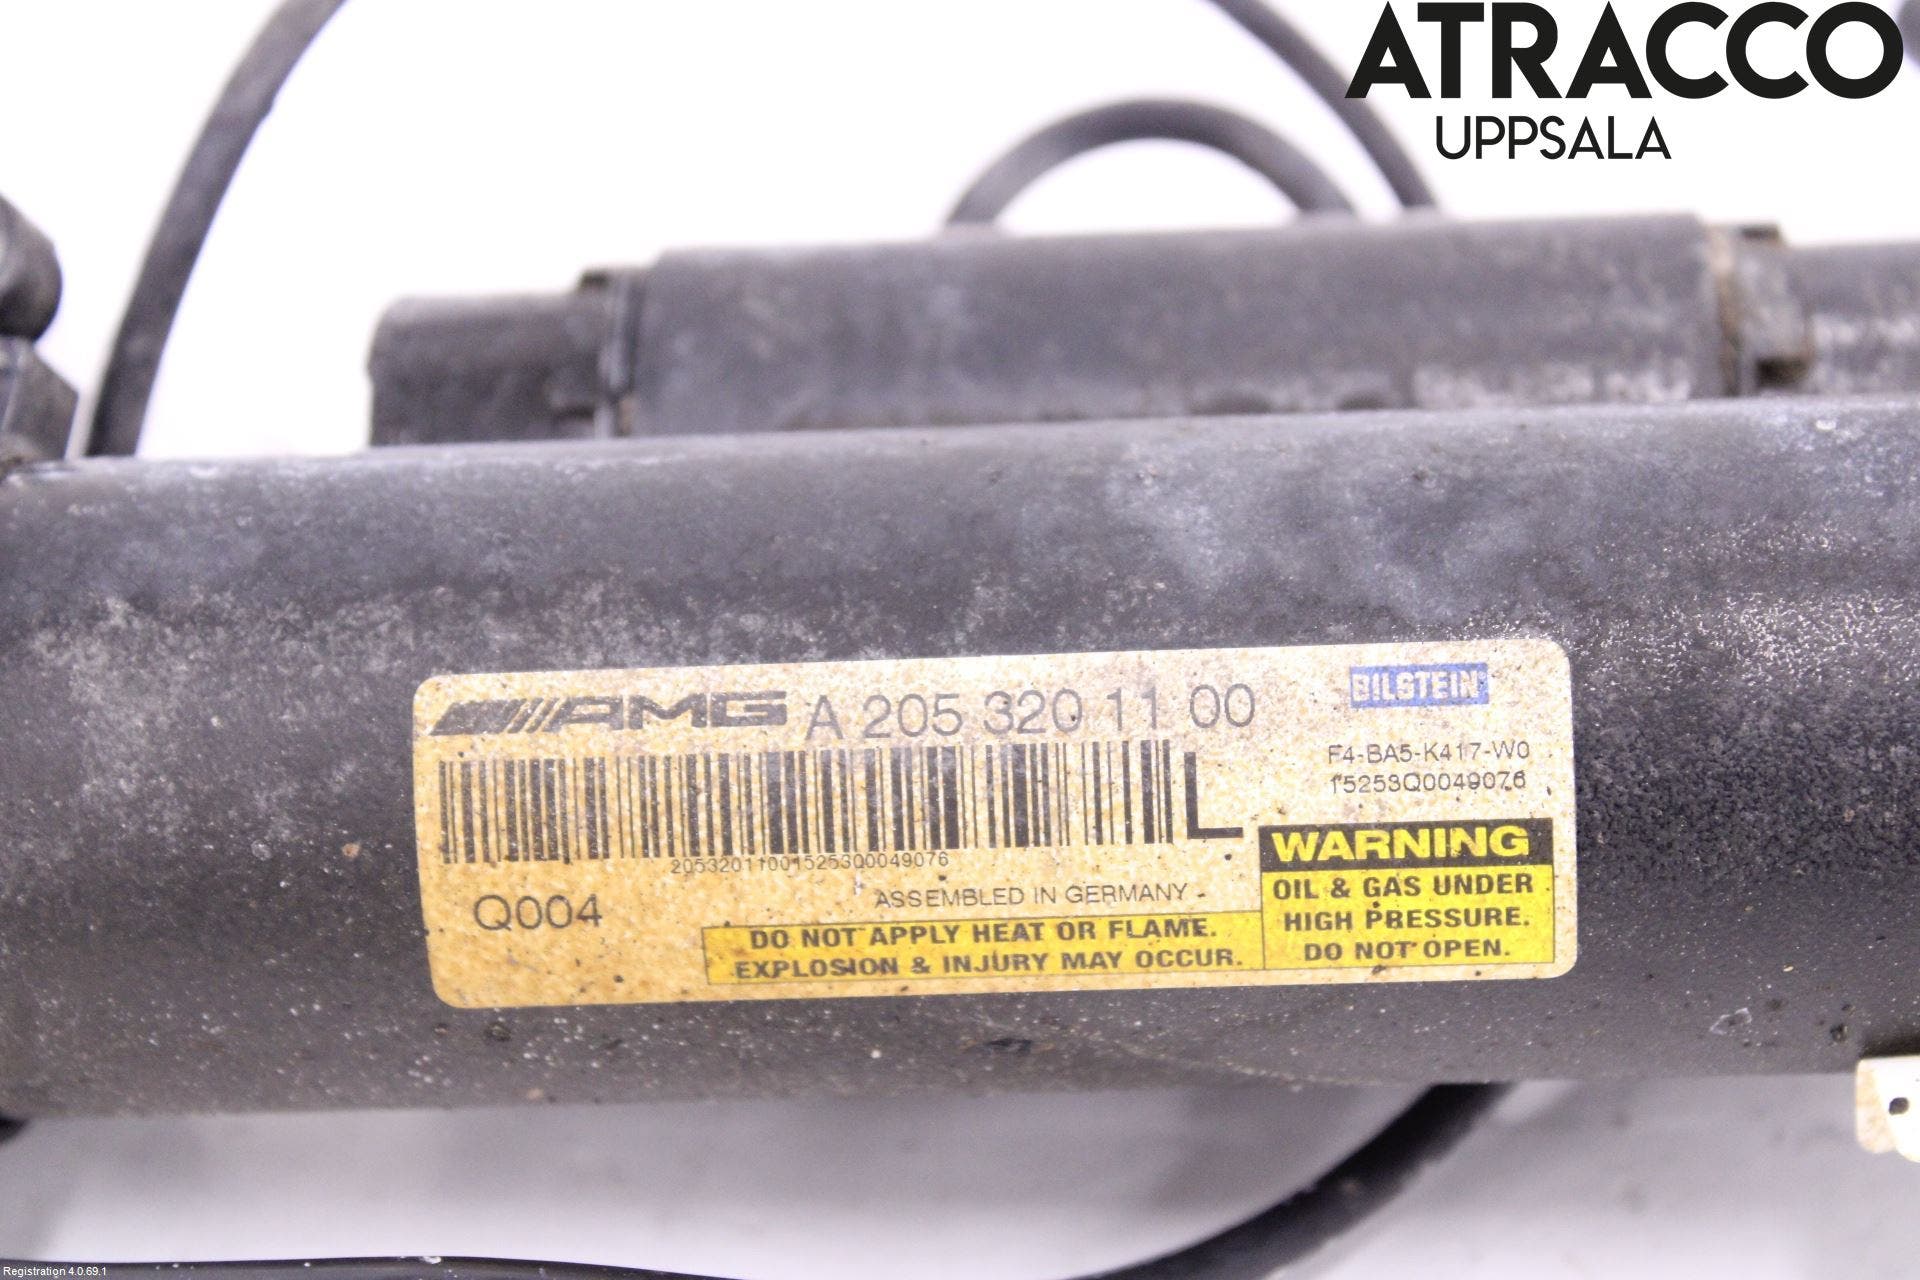 ATRACCO
UPPSALA
AMG A 205 320 11 00
BILSTEIN
F4-BA5-K417-W0
15253Q0049076
L
20532011001525300049076
Q004
ASSEMBLED IN GERMANY
DO NOT APPLY HEAT OR FLAME.
EXPLOSION & INJURY MAY OCCUR.
WARNING
OIL & GAS UNDER
HIGH PRESSURE.
DO NOT OPEN.
Registration 4.0.69.1